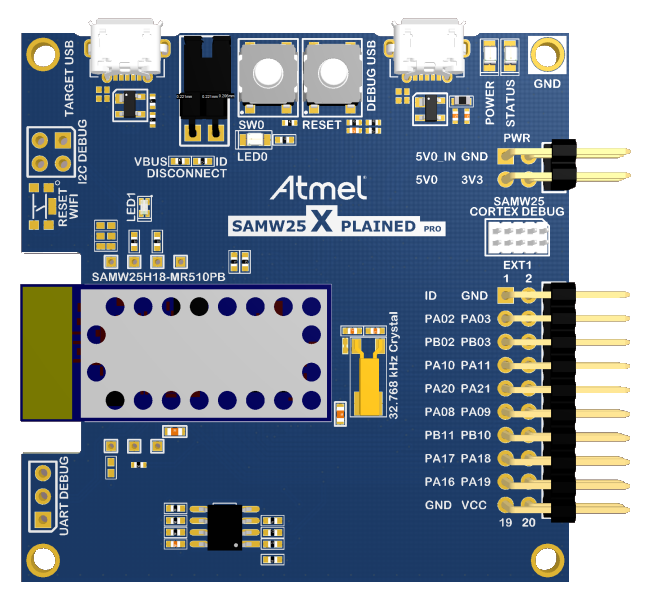 TARGET USB
DEBUG USB
POWER
STATUS
GND
SW0
RESET
LED0
I2C DEBUG
VBUS ID
DISCONNECT
PWR
5V0_IN GND
5V0 3V3
RESET
WIFI
LED1
Atmel
SAMW25 XPLAINED PRO
SAMW25
CORTEX DEBUG
SAMW25H18-MR510PB
EXT1
1 2
ID GND
PA02 PA03
PB02 PB03
PA10 PA11
PA20 PA21
PA08 PA09
PB11 PB10
PA17 PA18
PA16 PA19
GND VCC
19 20
32.768 kHz Crystal
UART DEBUG